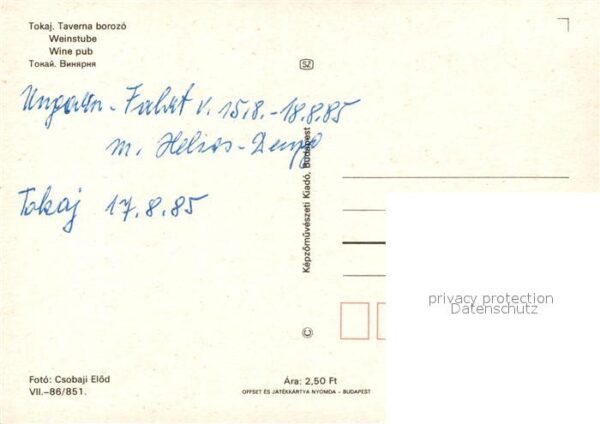 Tokaj. Taverna borozó
Weinstube
Wine pub
Токай. Винярня
SZ
Ungarn-Fahrt v. 15.8.-18.8.85
m. Helios-
Tokaj 17.8.85
Képzőművészeti Kiadó, Budapest
©
privacy protection
Datenschutz
Fotó: Csobaji Előd
VII.–86/851.
Ára: 2,50 Ft
OFFSET ÉS JÁTÉKKÁRTYA NYOMDA – BUDAPEST